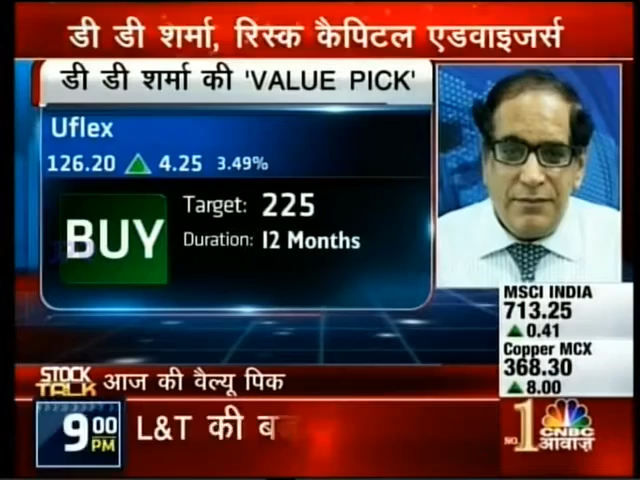 डी डी शर्मा, रिस्क कैपिटल एडवाइजर्स
डी डी शर्मा की 'VALUE PICK'
Uflex
126.20 ▲ 4.25 3.49%
BUY
Target: 225
Duration: 12 Months
MSCI INDIA
713.25
▲ 0.41
Copper MCX
368.30
▲ 8.00
STOCK
TALK
आज की वैल्यू पिक
9 00
PM
L&T की
NO. 1 CNBC
आवाज़